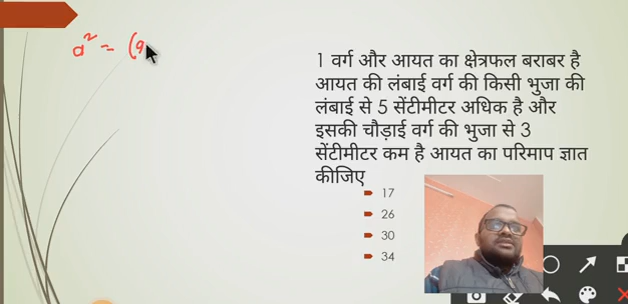 a² = (a
1 वर्ग और आयत का क्षेत्रफल बराबर है
आयत की लंबाई वर्ग की किसी भुजा की
लंबाई से 5 सेंटीमीटर अधिक है और
इसकी चौड़ाई वर्ग की भुजा से 3
सेंटीमीटर कम है आयत का परिमाप ज्ञात
कीजिए
17
26
30
34